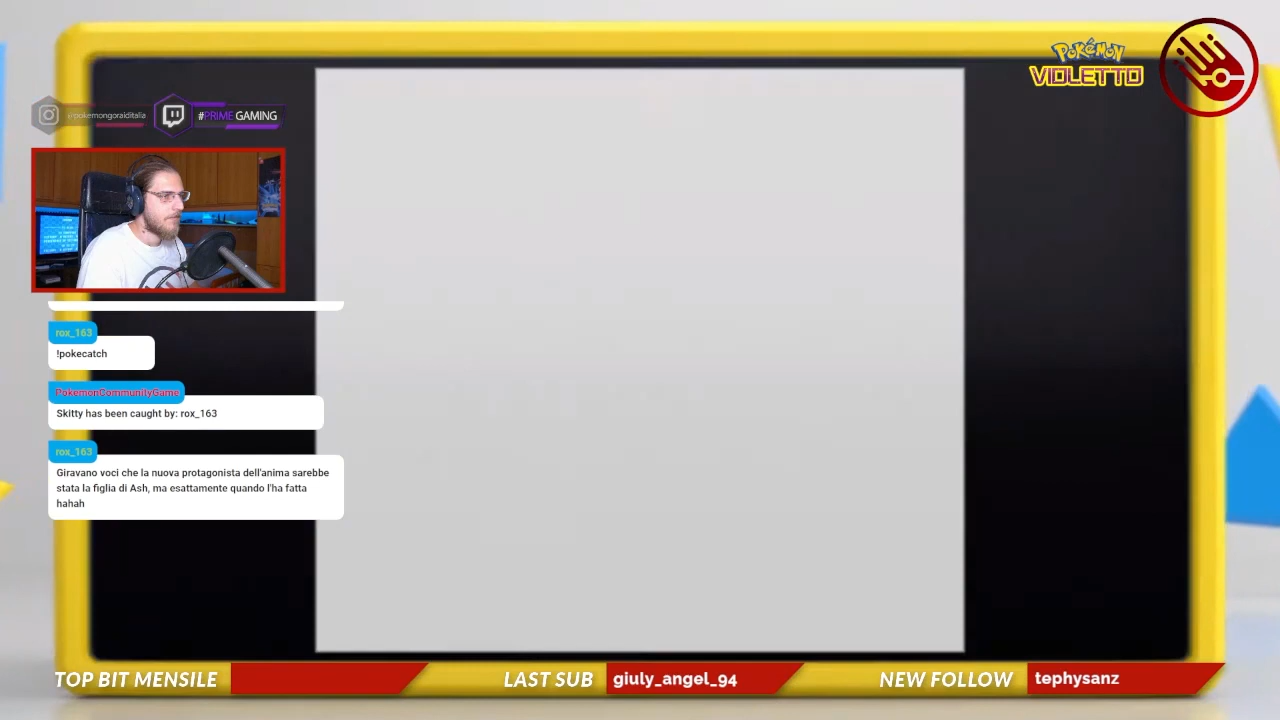 POKÉMON
VIOLETTO
@pokemongoraiditalia
#PRIME GAMING
rox_163
!pokecatch
PokemonCommunityGame
Skitty has been caught by: rox_163
rox_163
Giravano voci che la nuova protagonista dell'anima sarebbe
stata la figlia di Ash, ma esattamente quando l'ha fatta
hahah
TOP BIT MENSILE
LAST SUB
giuly_angel_94
NEW FOLLOW
tephysanz